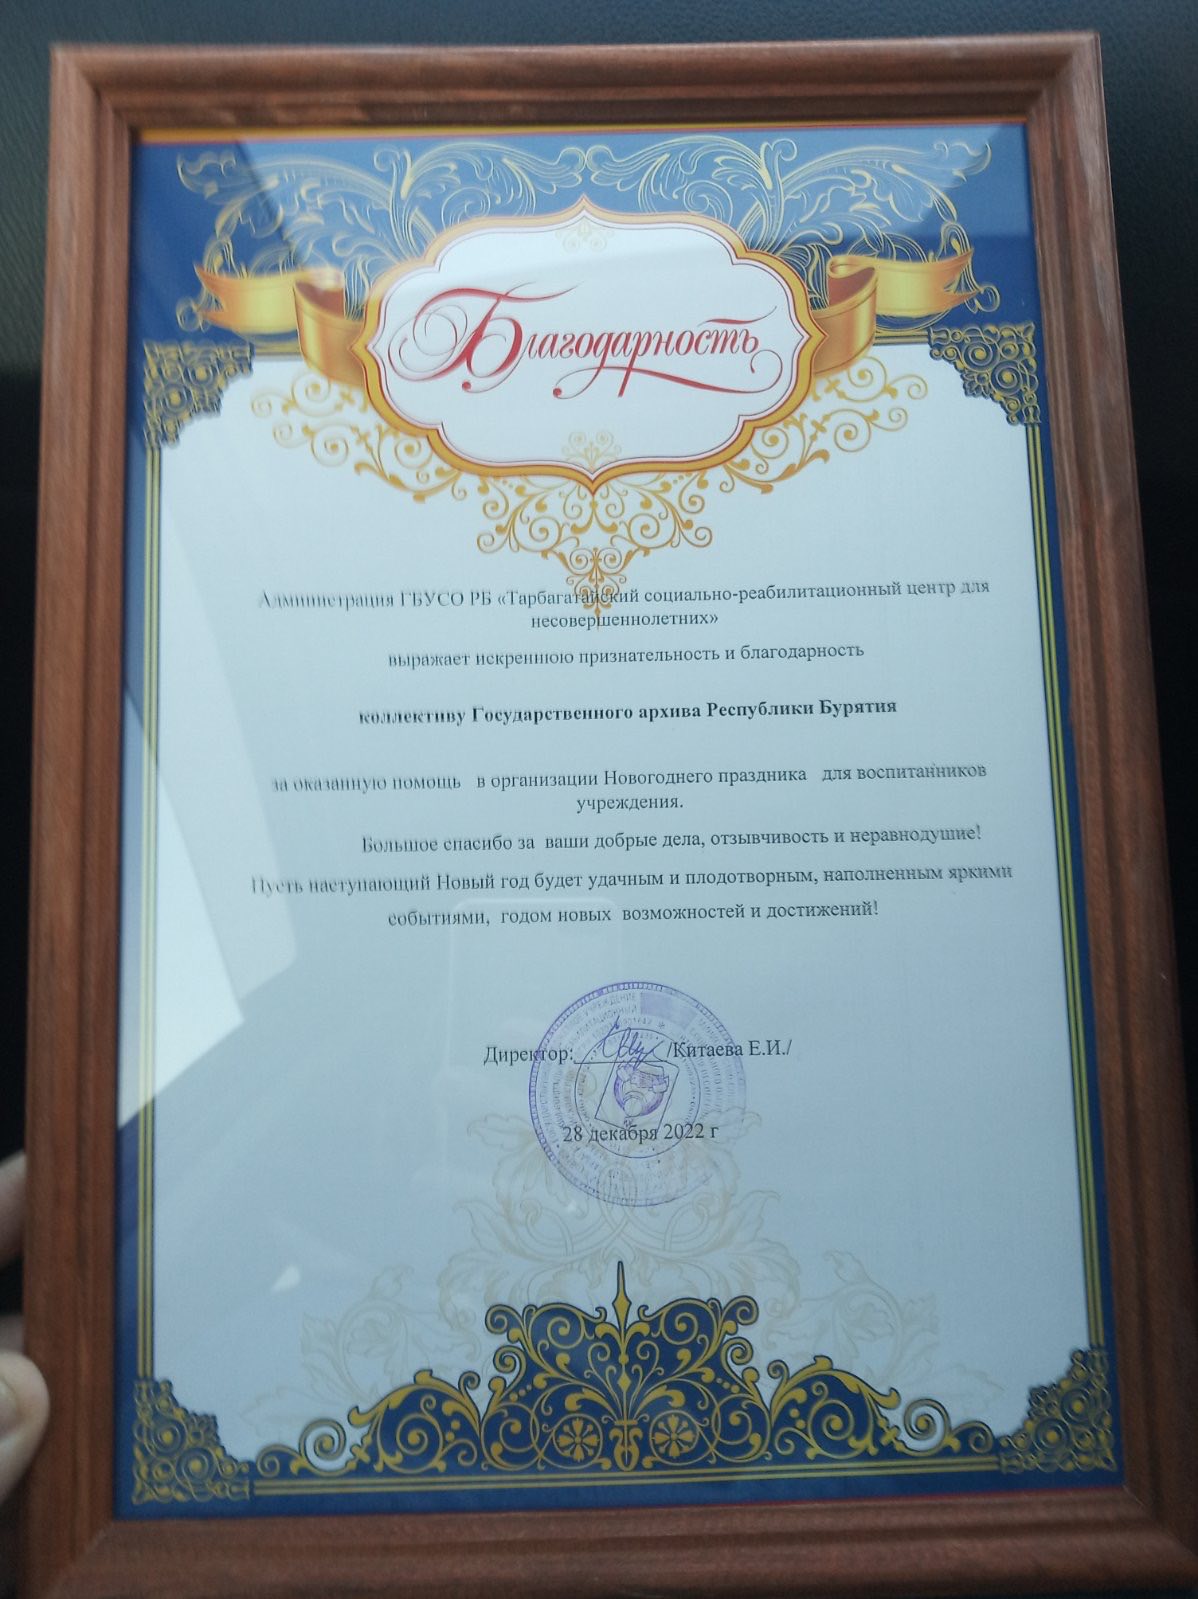 Благодарность
Администрация ГБУСО РБ «Тарбагатайский социально-реабилитационный центр для
несовершеннолетних»
выражает искреннюю признательность и благодарность
коллективу Государственного архива Республики Бурятия
за оказанную помощь в организации Новогоднего праздника для воспитанников
учреждения.
Большое спасибо за ваши добрые дела, отзывчивость и неравнодушие!
Пусть наступающий Новый год будет удачным и плодотворным, наполненным яркими
событиями, годом новых возможностей и достижений!
Директор: /Китаева Е.И./
28 декабря 2022 г